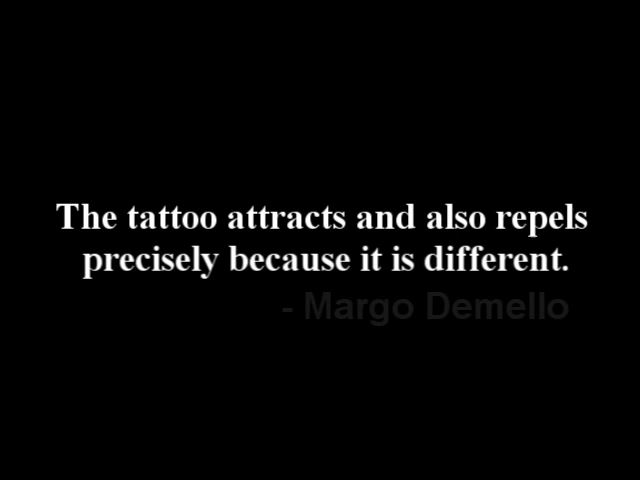 The tattoo attracts and also repels
precisely because it is different.
- Margo Demello